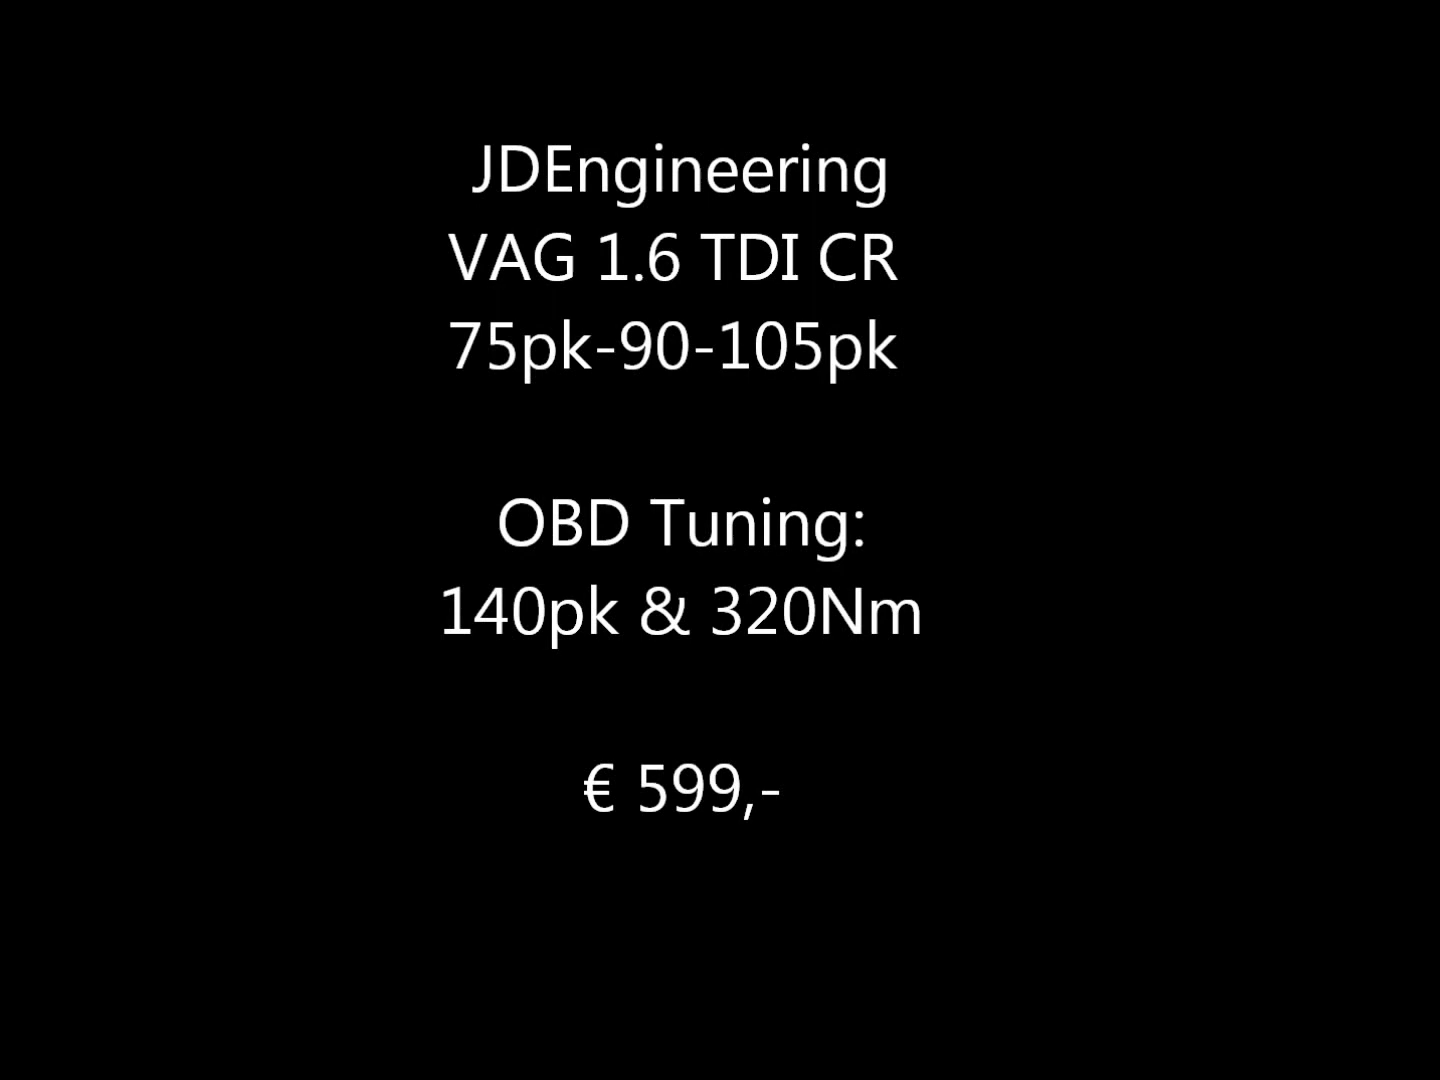 JDEngineering
VAG 1.6 TDI CR
75pk-90-105pk
OBD Tuning:
140pk & 320Nm
€ 599,-